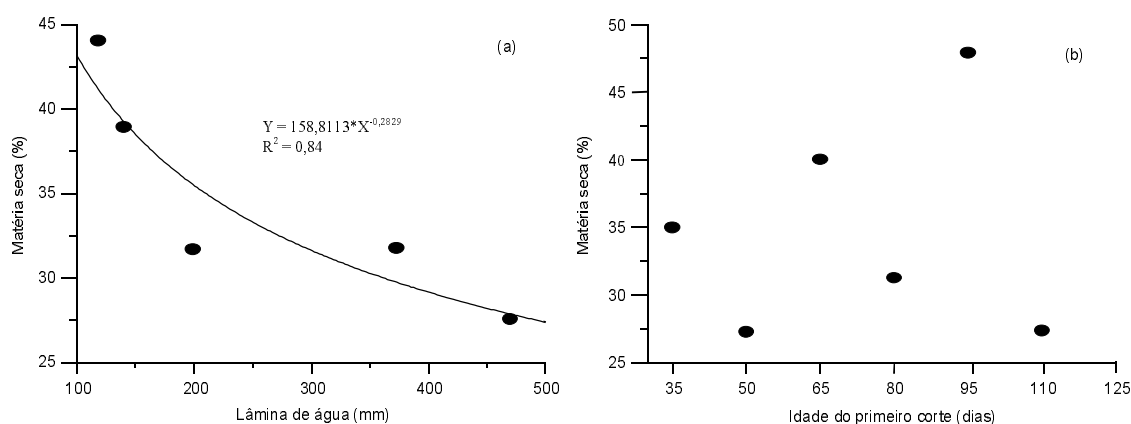 45
40
35
30
25
Matéria seca (%)
(a)
Y = 158,8113*X^-0,2829
R² = 0,84
100 200 300 400 500
Lâmina de água (mm)
50
45
40
35
30
25
Matéria seca (%)
(b)
35 50 65 80 95 110 125
Idade do primeiro corte (dias)